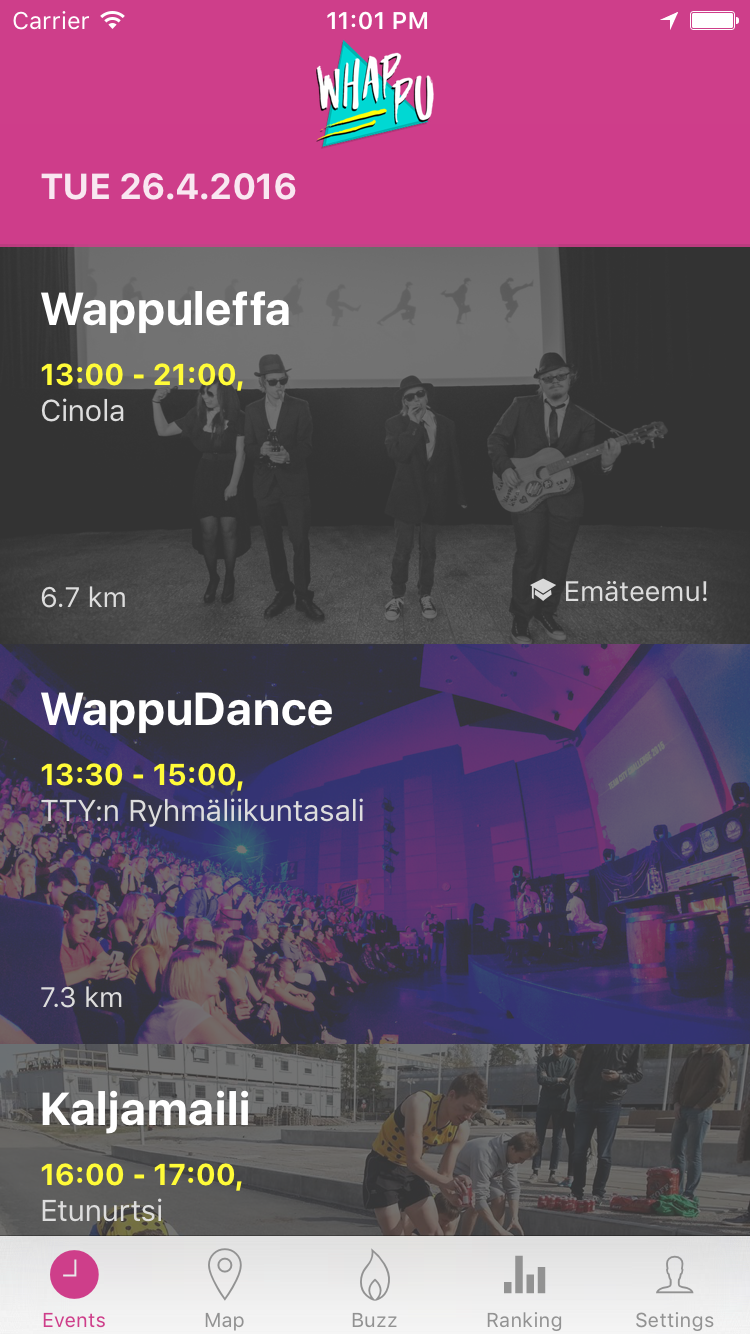 Carrier 11:01 PM
WHAP
PU
TUE 26.4.2016
Wappuleffa
13:00 - 21:00,
Cinola
6.7 km Emäteemu!
WappuDance
13:30 - 15:00,
TTY:n Ryhmäliikuntasali
7.3 km
Kaljamaili
16:00 - 17:00,
Etunurtsi
Events Map Buzz Ranking Settings